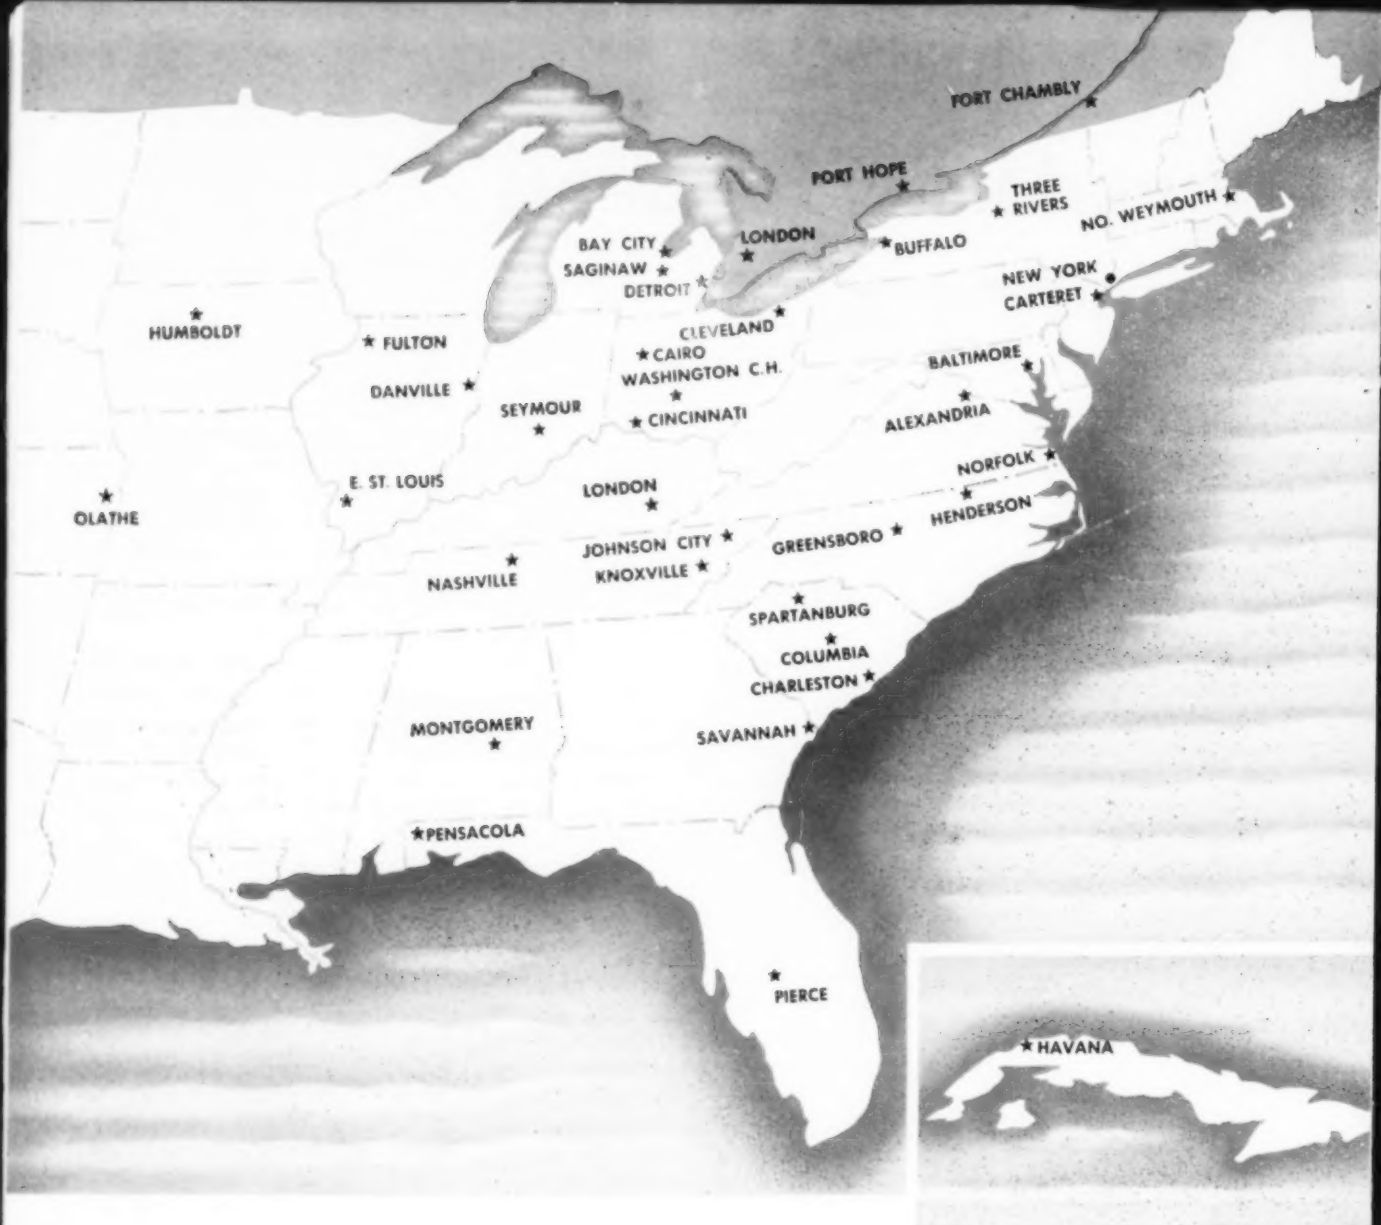 FORT CHAMBLY
PORT HOPE
THREE
RIVERS
NO. WEYMOUTH
BAY CITY
LONDON
BUFFALO
SAGINAW
DETROIT
NEW YORK
CARTERET
HUMBOLDT
FULTON
CLEVELAND
CAIRO
BALTIMORE
WASHINGTON C.H.
DANVILLE
SEYMOUR
CINCINNATI
ALEXANDRIA
NORFOLK
E. ST. LOUIS
LONDON
OLATHE
HENDERSON
JOHNSON CITY
GREENSBORO
NASHVILLE
KNOXVILLE
SPARTANBURG
COLUMBIA
CHARLESTON
MONTGOMERY
SAVANNAH
PENSACOLA
PIERCE
HAVANA